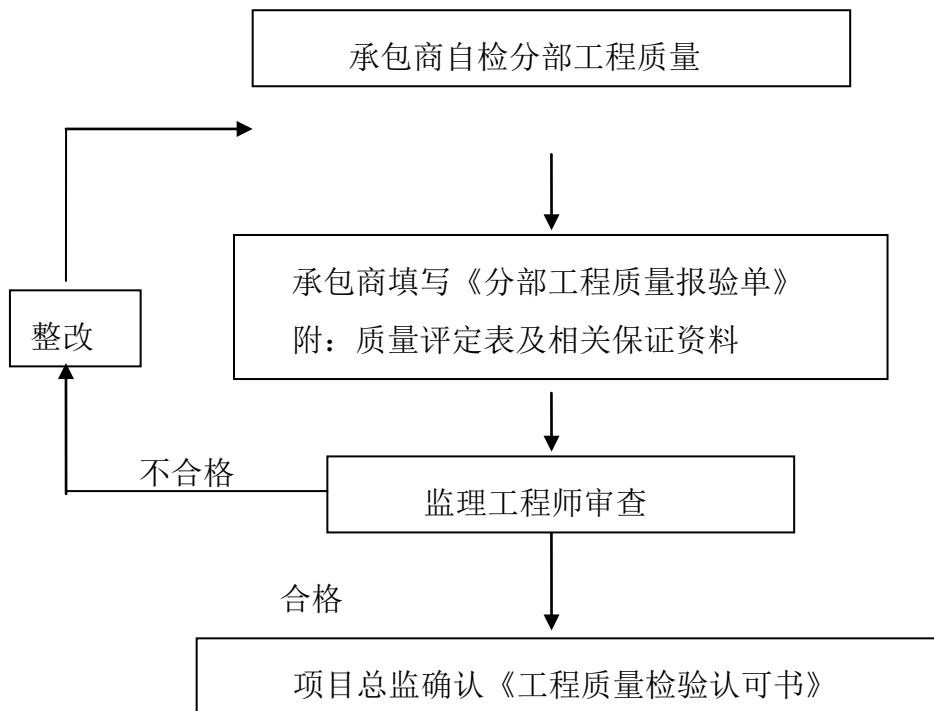 承包商自检分部工程质量
承包商填写《分部工程质量报验单》
附：质量评定表及相关保证资料
整改
不合格
监理工程师审查
合格
项目总监确认《工程质量检验认可书》